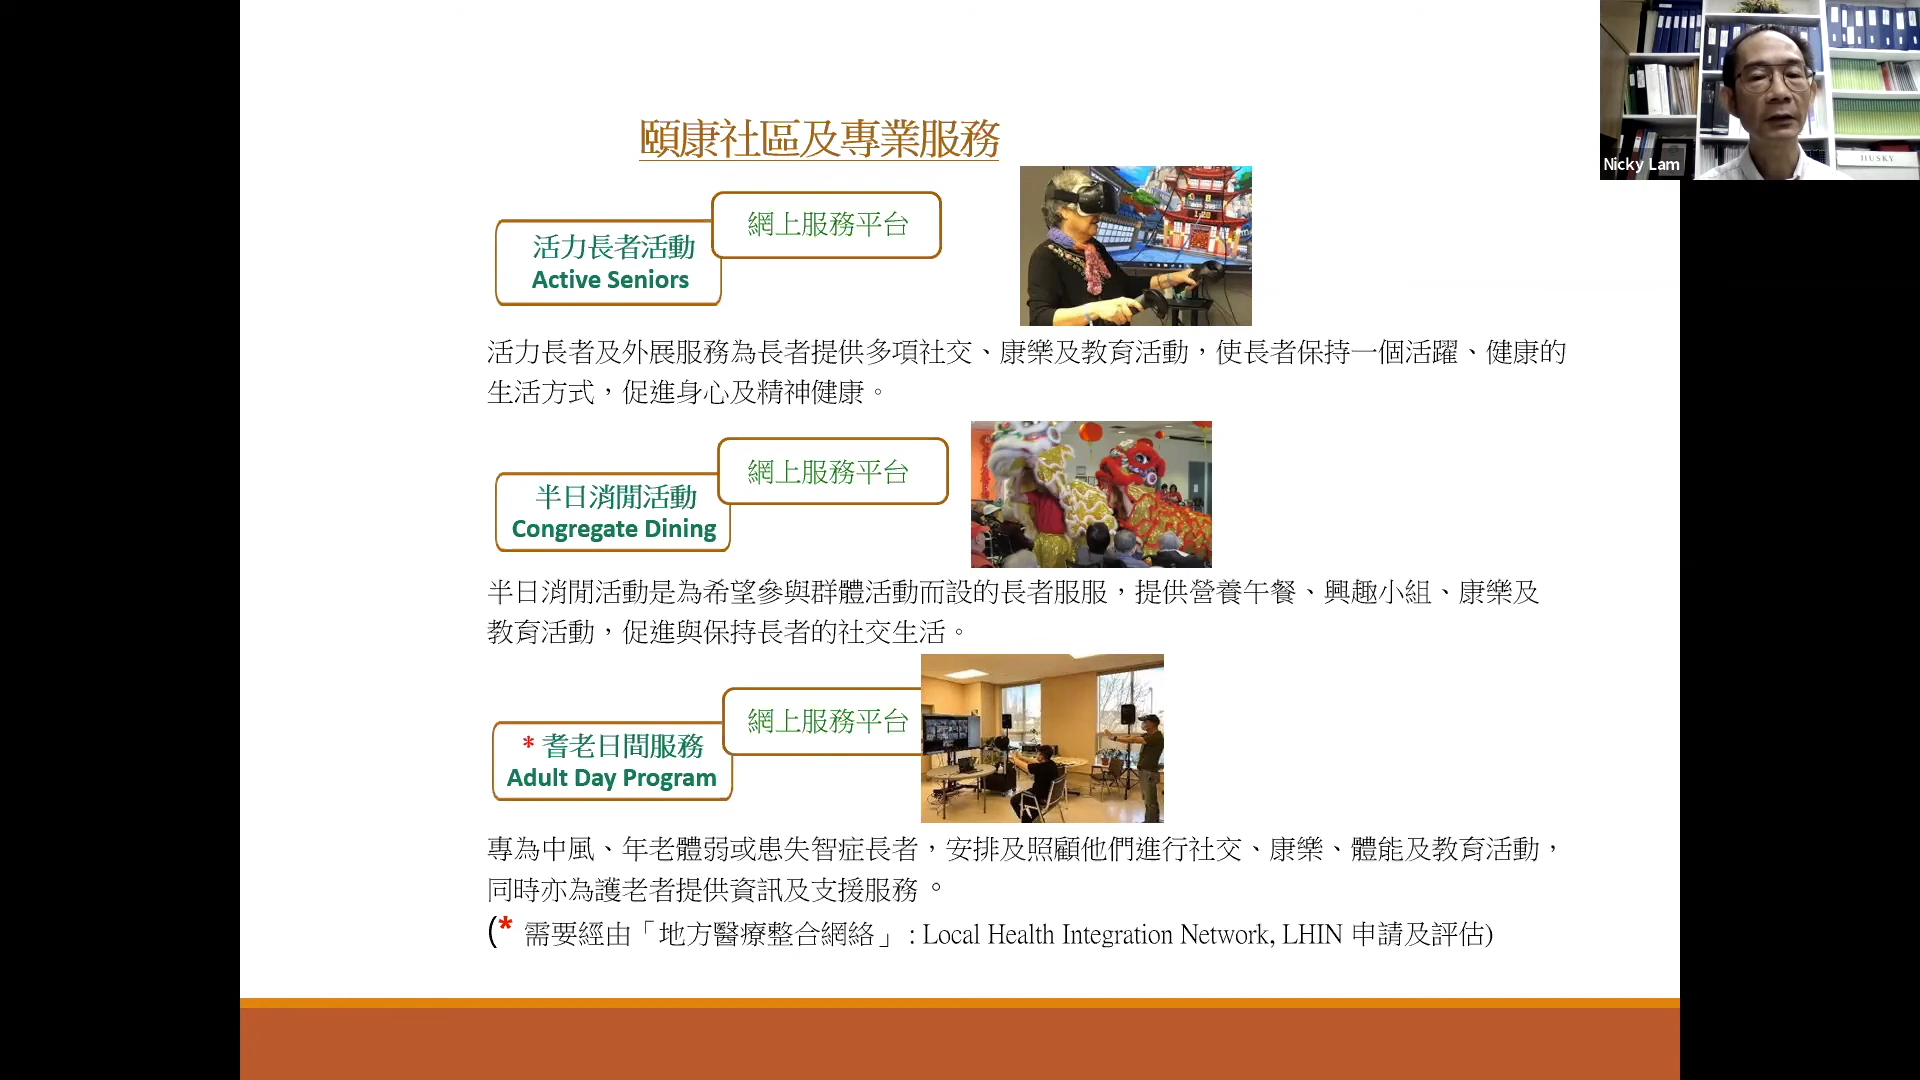 頤康社區及專業服務
網上服務平台
活力長者活動
Active Seniors
活力長者及外展服務為長者提供多項社交、康樂及教育活動，使長者保持一個活躍、健康的
生活方式，促進身心及精神健康。
網上服務平台
半日消閒活動
Congregate Dining
半日消閒活動是為希望參與群體活動而設的長者服服，提供營養午餐、興趣小組、康樂及
教育活動，促進與保持長者的社交生活。
網上服務平台
* 耆老日間服務
Adult Day Program
專為中風、年老體弱或患失智症長者，安排及照顧他們進行社交、康樂、體能及教育活動，
同時亦為護老者提供資訊及支援服務。
(* 需要經由「地方醫療整合網絡」: Local Health Integration Network, LHIN 申請及評估)
Nicky Lam
HUSKY